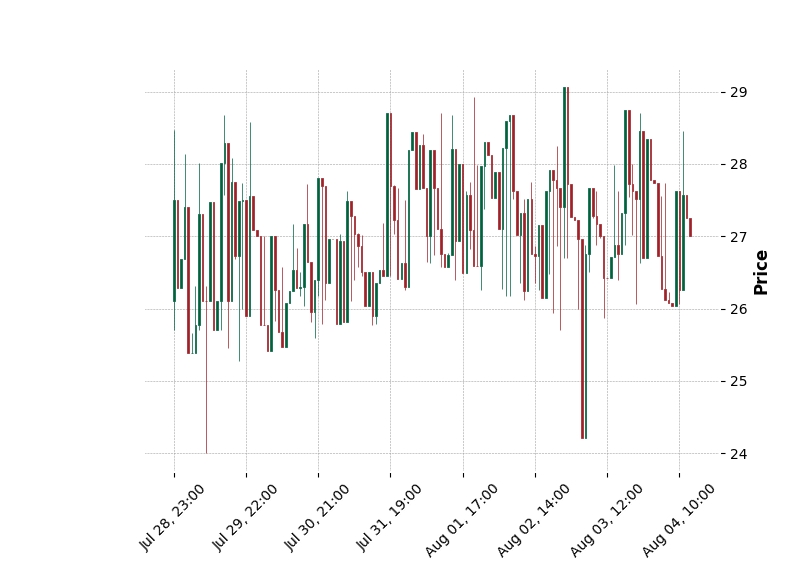 29
28
27
26
25
24
Price
Jul 28, 23:00
Jul 29, 22:00
Jul 30, 21:00
Jul 31, 19:00
Aug 01, 17:00
Aug 02, 14:00
Aug 03, 12:00
Aug 04, 10:00